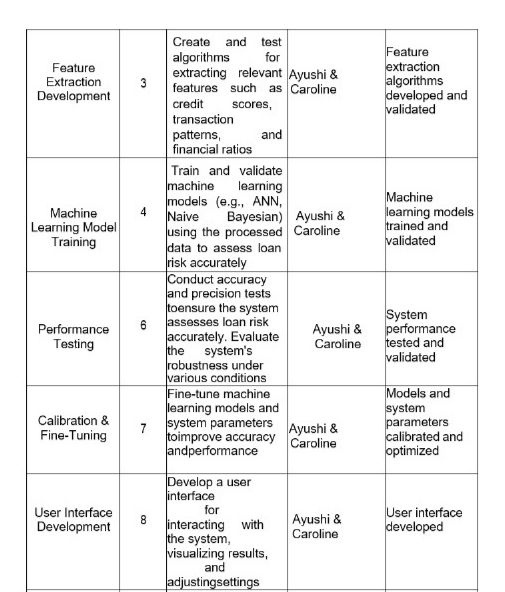 Feature
Extraction
Development
3
Create and test
algorithms for
extracting relevant
features such as
credit scores,
transaction
patterns, and
financial ratios
Ayushi &
Caroline
Feature
extraction
algorithms
developed and
validated
Machine
Learning Model
Training
4
Train and validate
machine learning
models (e.g., ANN,
Naive Bayesian)
using the processed
data to assess loan
risk accurately
Ayushi &
Caroline
Machine
learning models
trained and
validated
Performance
Testing
6
Conduct accuracy
and precision tests
toensure the system
assesses loan risk
accurately. Evaluate
the system's
robustness under
various conditions
Ayushi &
Caroline
System
performance
tested and
validated
Calibration &
Fine-Tuning
7
Fine-tune machine
learning models and
system parameters
toimprove accuracy
andperformance
Ayushi &
Caroline
Models and
system
parameters
calibrated and
optimized
User Interface
Development
8
Develop a user
interface
for
interacting with
the system,
visualizing results,
and
adjustingsettings
Ayushi &
Caroline
User interface
developed